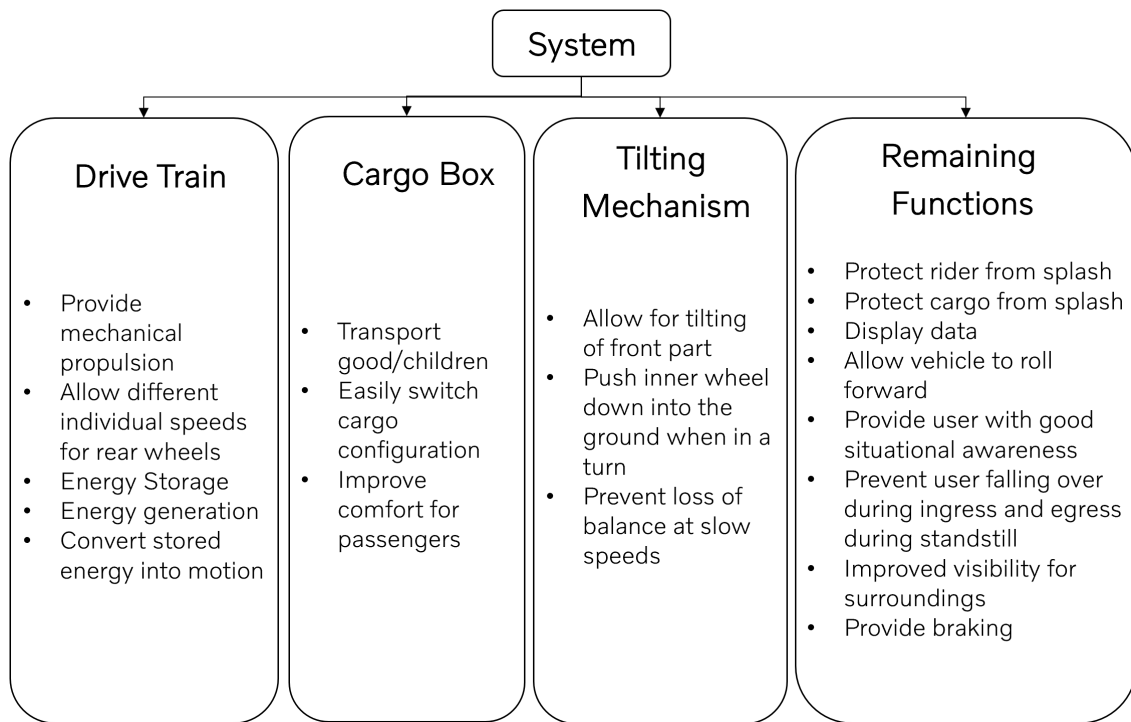 System
Drive Train
• Provide
mechanical
propulsion
• Allow different
individual speeds
for rear wheels
• Energy Storage
• Energy generation
• Convert stored
energy into motion
Cargo Box
• Transport
good/children
• Easily switch
cargo
configuration
• Improve
comfort for
passengers
Tilting
Mechanism
• Allow for tilting
of front part
• Push inner wheel
down into the
ground when in a
turn
• Prevent loss of
balance at slow
speeds
Remaining
Functions
• Protect rider from splash
• Protect cargo from splash
• Display data
• Allow vehicle to roll
forward
• Provide user with good
situational awareness
• Prevent user falling over
during ingress and egress
during standstill
• Improved visibility for
surroundings
• Provide braking